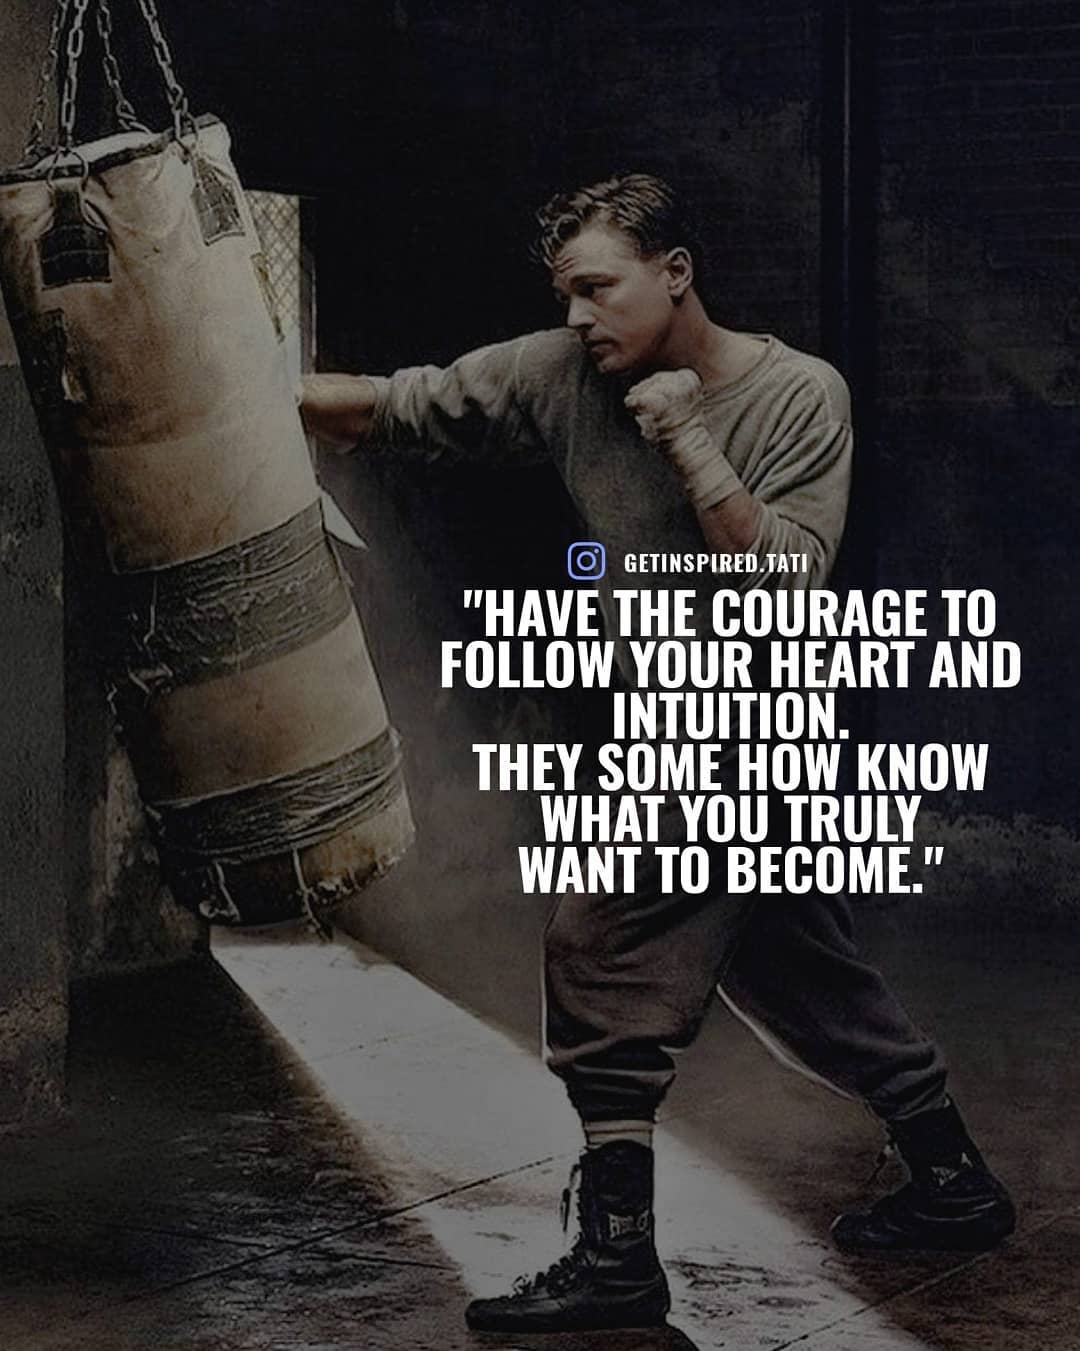 GETINSPIRED.TATI
"HAVE THE COURAGE TO
FOLLOW YOUR HEART AND
INTUITION.
THEY SOME HOW KNOW
WHAT YOU TRULY
WANT TO BECOME."